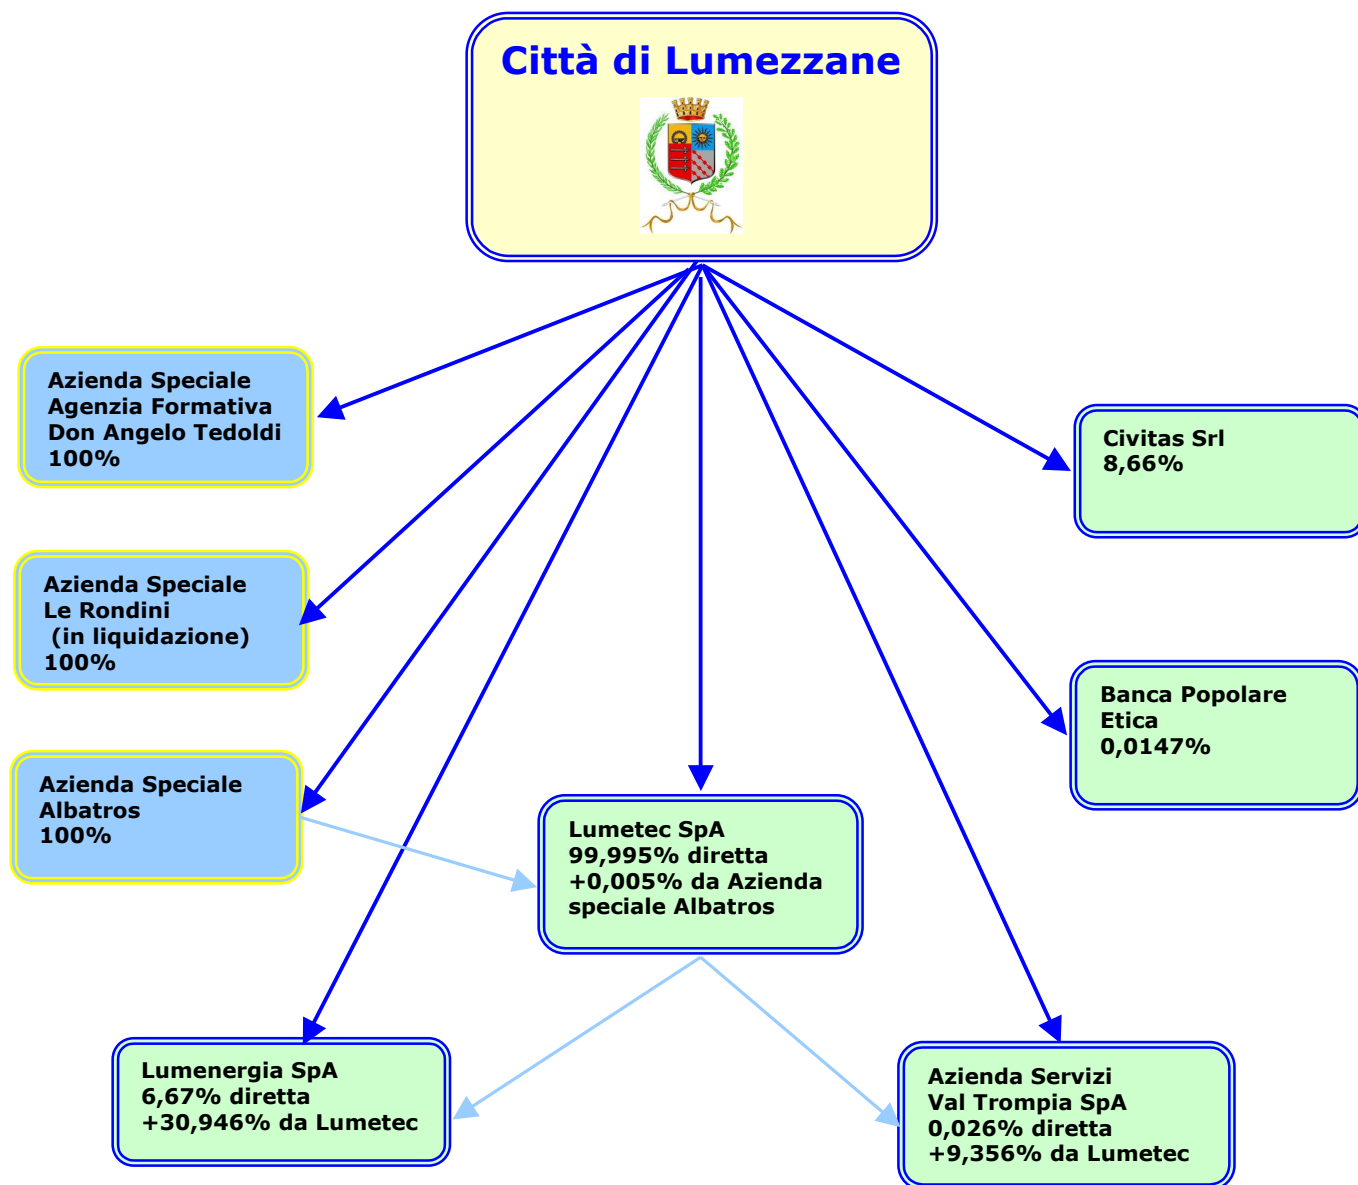 Città di Lumezzane
Azienda Speciale
Agenzia Formativa
Don Angelo Tedoldi
100%
Civitas Srl
8,66%
Azienda Speciale
Le Rondini
(in liquidazione)
100%
Banca Popolare
Etica
0,0147%
Azienda Speciale
Albatros
100%
Lumetec SpA
99,995% diretta
+0,005% da Azienda
speciale Albatros
Lumenergia SpA
6,67% diretta
+30,946% da Lumetec
Azienda Servizi
Val Trompia SpA
0,026% diretta
+9,356% da Lumetec